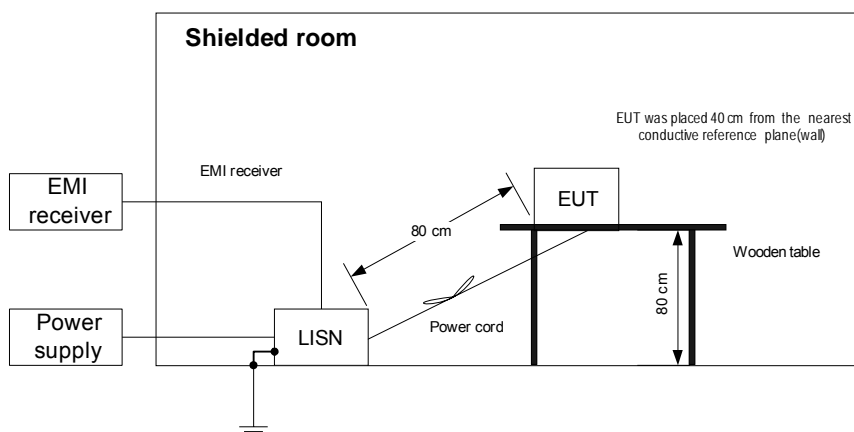 Shielded room
EUT was placed 40 cm from the nearest
conductive reference plane(wall)
EMI
receiver
EMI receiver
EUT
80 cm
Wooden table
80 cm
Power
supply
LISN
Power cord